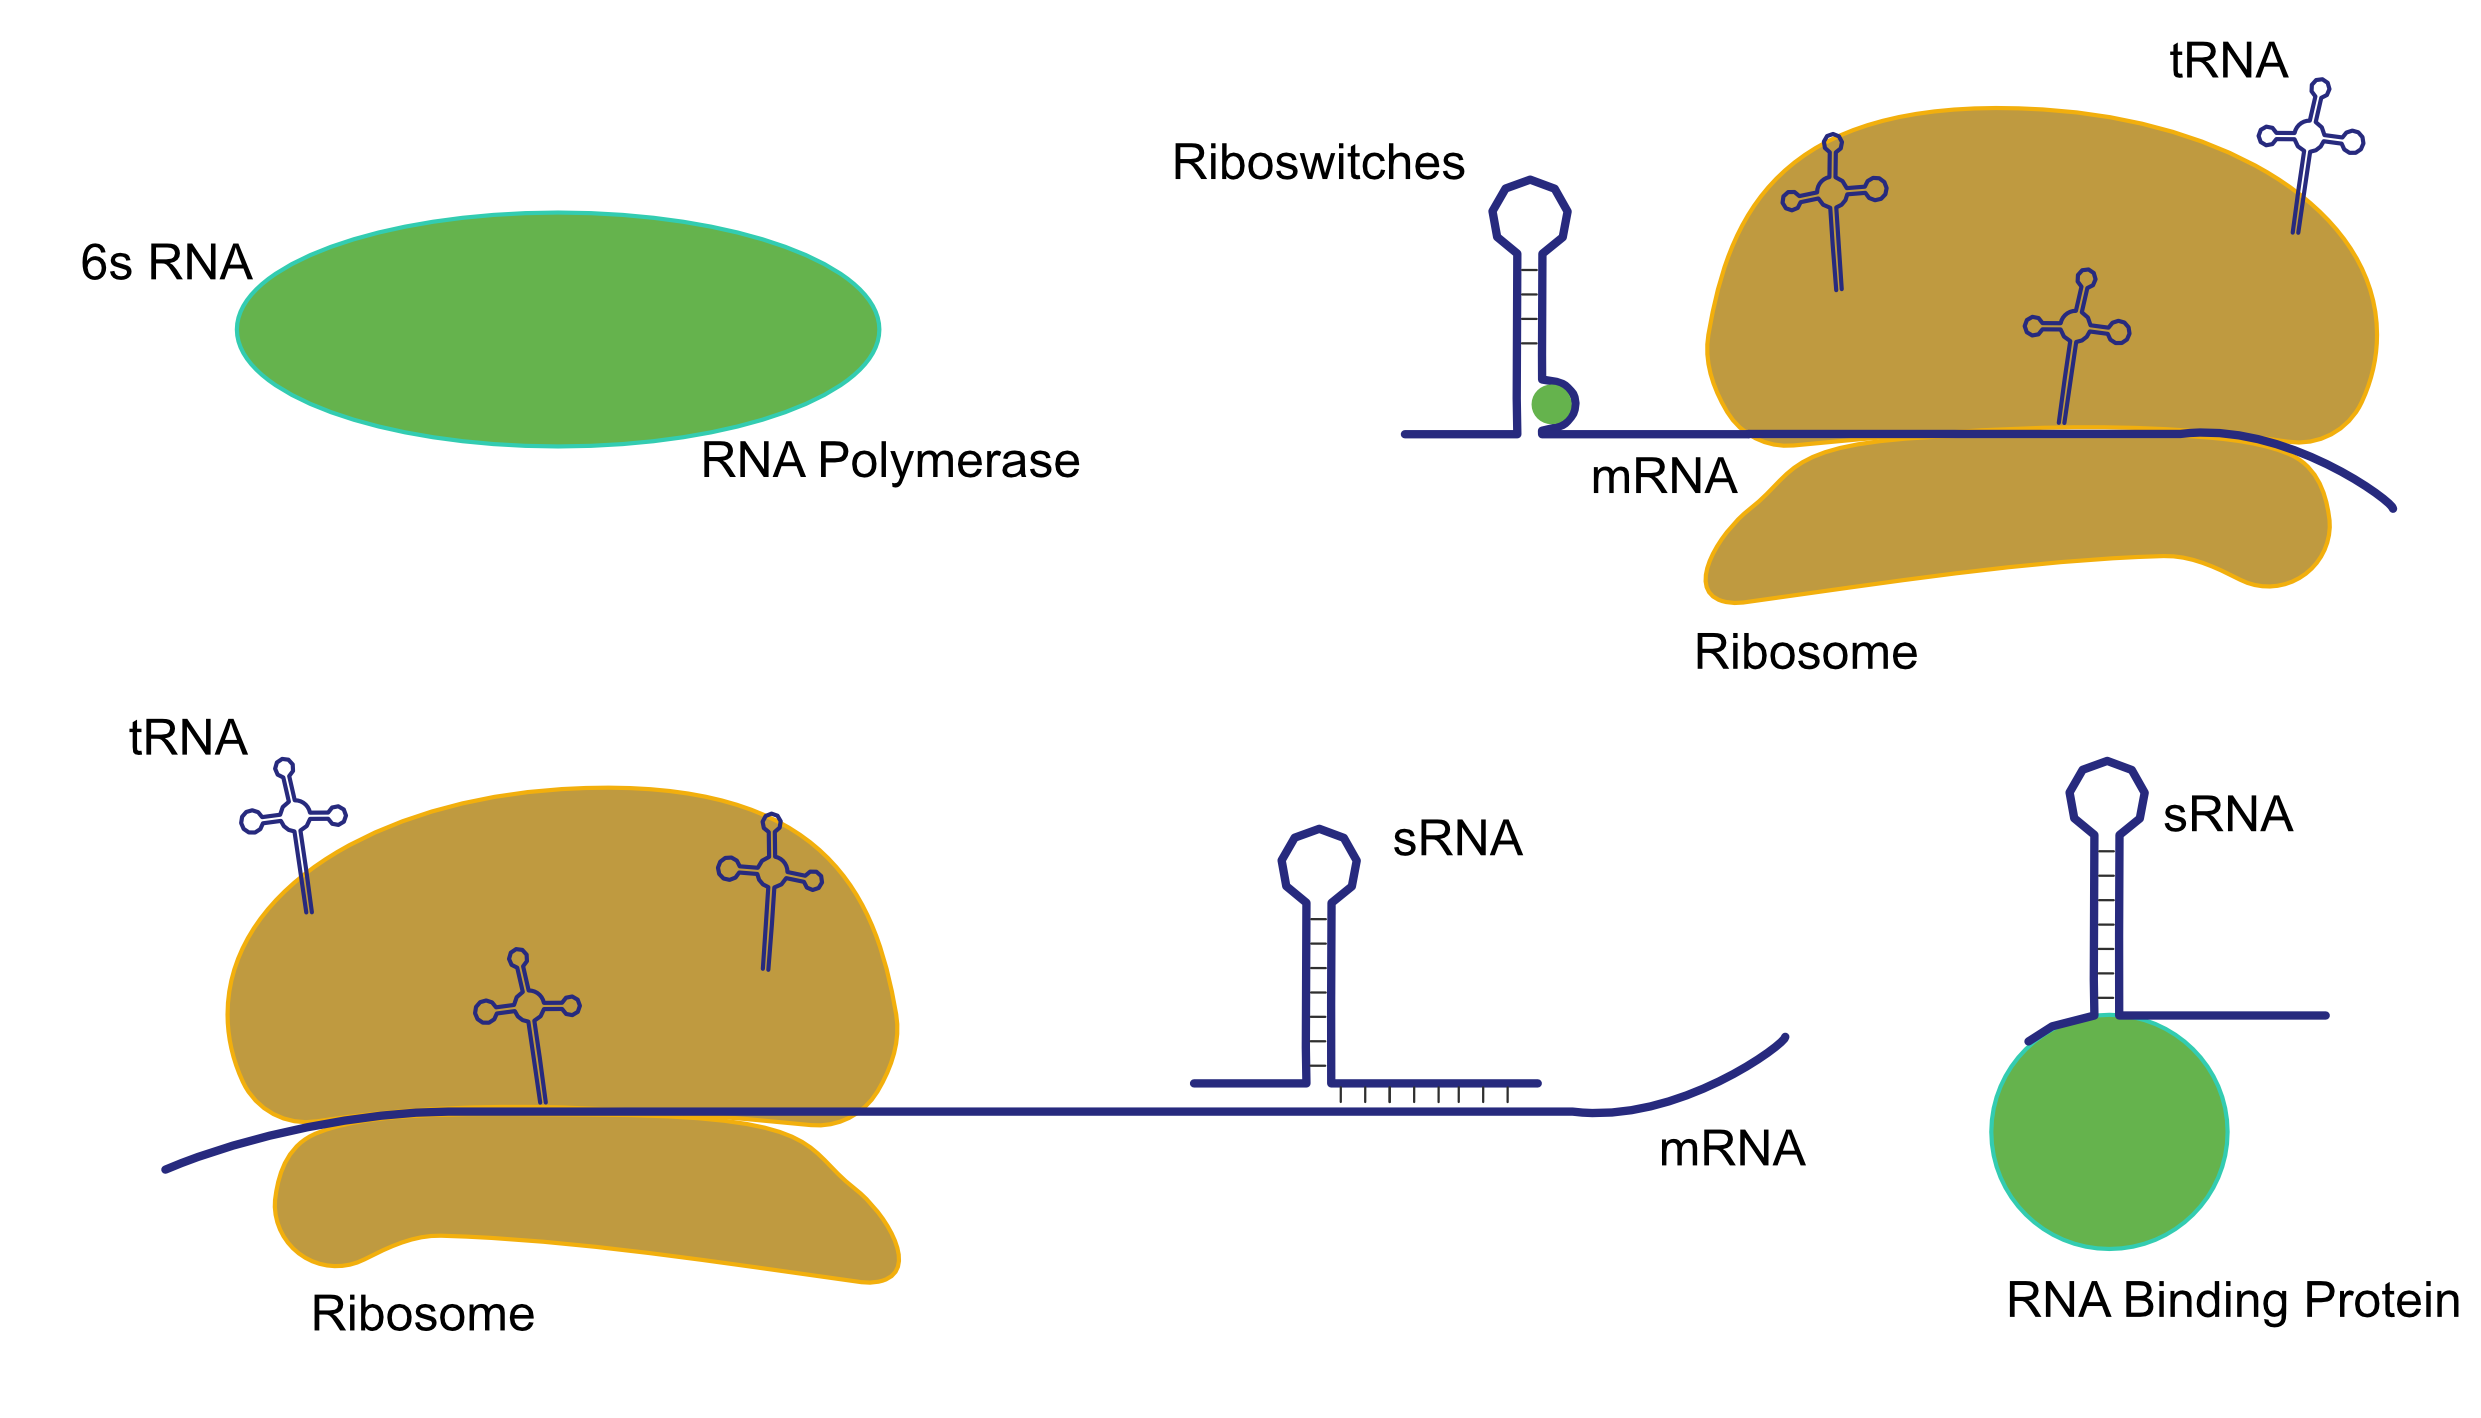 tRNA
Riboswitches
6s RNA
RNA Polymerase
mRNA
Ribosome
tRNA
sRNA
sRNA
mRNA
RNA Binding Protein
Ribosome